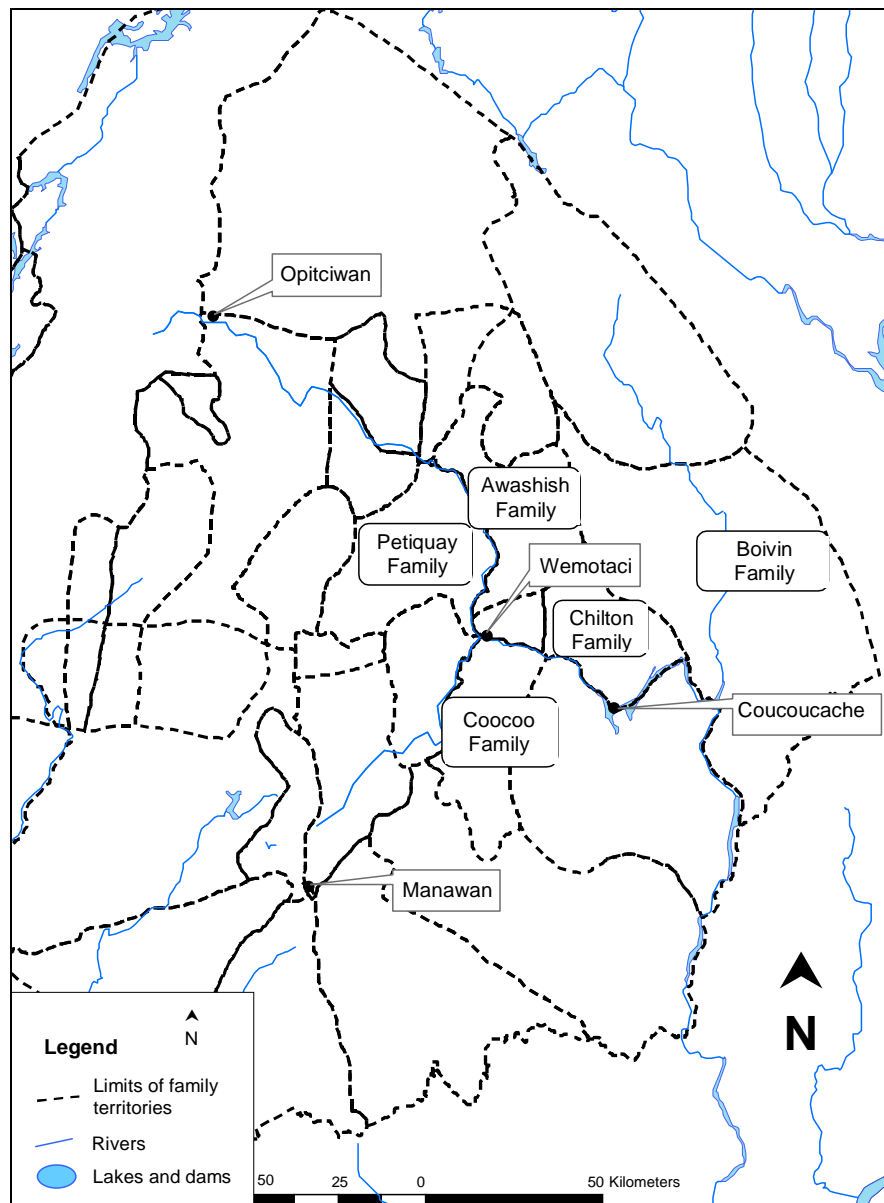 Opitciwan
Awashish
Family
Petiquay
Family
Wemotaci
Boivin
Family
Chilton
Family
Coocoo
Family
Coucoucache
Manawan
N
N
Legend
Limits of family
territories
Rivers
Lakes and dams
50 25 0 50 Kilometers